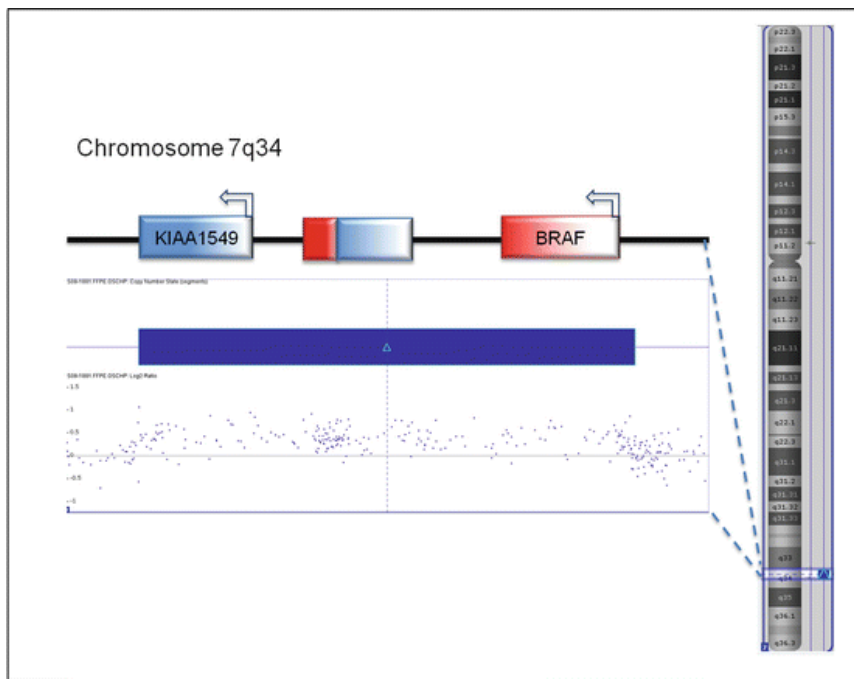 Chromosome 7q34
KIAA1549
BRAF
Copy Number State (segments)
Log2 Ratio
1.5
1
0.5
0
-0.5
-1
p22.3
p22.1
p21.3
p21.2
p21.1
p15.3
p14.3
p14.1
p12.3
p12.1
p11.2
q11.21
q11.22
q11.23
q21.11
q21.13
q21.3
q22.1
q22.3
q31.1
q31.2
q31.31
q31.32
q31.33
q33
q34
q35
q36.1
q36.3
7